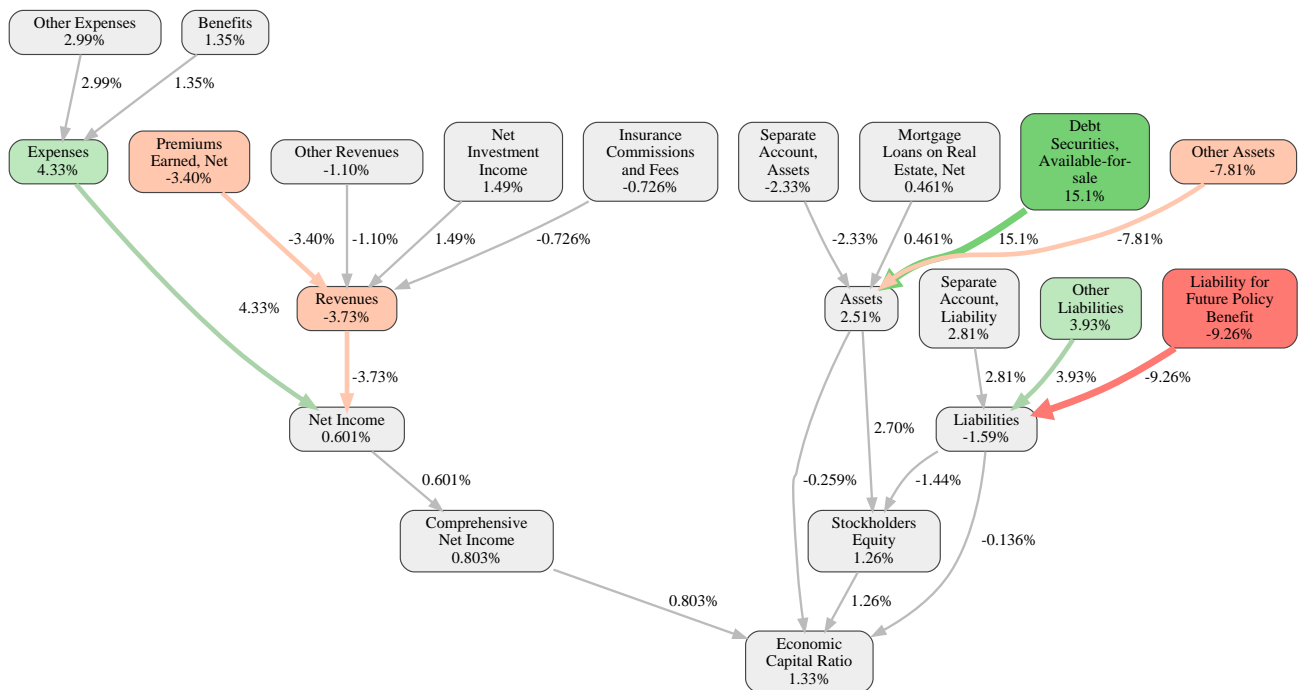 Other Expenses
2.99%
Benefits
1.35%
2.99%
1.35%
Expenses
4.33%
Premiums
Earned, Net
-3.40%
Other Revenues
-1.10%
Net
Investment
Income
1.49%
Insurance
Commissions
and Fees
-0.726%
Separate
Account,
Assets
-2.33%
Mortgage
Loans on Real
Estate, Net
0.461%
Debt
Securities,
Available-for-
sale
15.1%
Other Assets
-7.81%
-3.40%
-1.10%
1.49%
-0.726%
-2.33%
0.461%
15.1%
-7.81%
4.33%
Revenues
-3.73%
Assets
2.51%
Separate
Account,
Liability
2.81%
Other
Liabilities
3.93%
Liability for
Future Policy
Benefit
-9.26%
-3.73%
2.81%
3.93%
-9.26%
Net Income
0.601%
2.70%
Liabilities
-1.59%
0.601%
-0.259%
-1.44%
Comprehensive
Net Income
0.803%
Stockholders
Equity
1.26%
-0.136%
0.803%
1.26%
Economic
Capital Ratio
1.33%